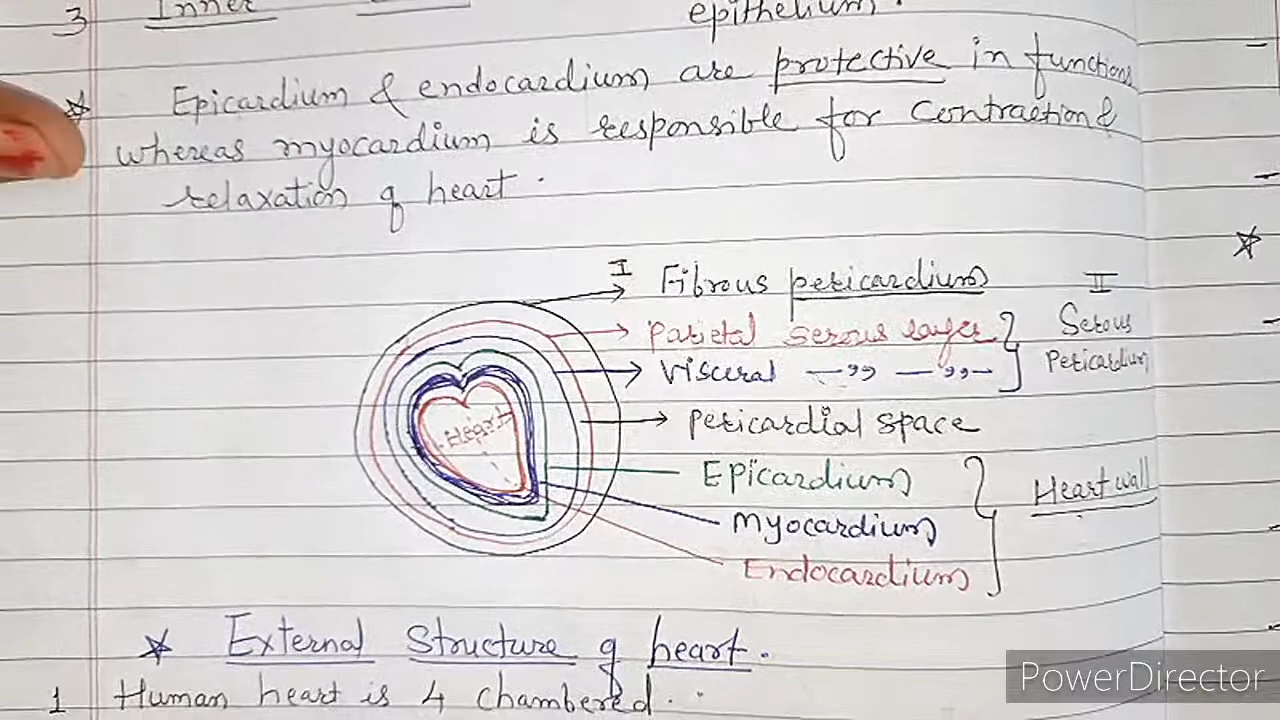 3 Inner
epithelium.
☆ Epicardium & endocardium are protective in function
whereas myocardium is responsible for contraction &
relaxation of heart.
I Fibrous pericardium
II
Parietal serous layer
Serous
Visceral —,,— —,,—
Pericardium
Pericardial space
Epicardium
Heart wall
Heart
Myocardium
Endocardium
☆ External structure of heart.
1 Human heart is 4 chambered.
PowerDirector